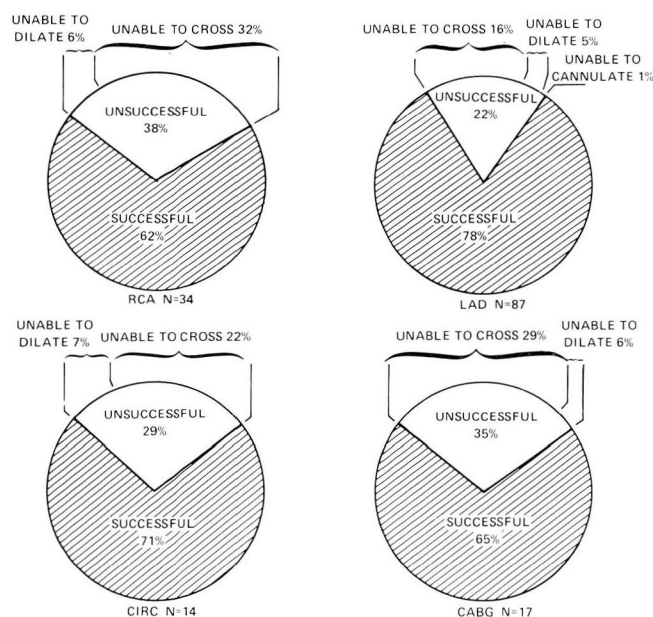 UNABLE TO
DILATE 6%
UNABLE TO CROSS 32%
UNSUCCESSFUL
38%
SUCCESSFUL
62%
RCA N=34
UNABLE TO CROSS 16%
UNABLE TO
DILATE 5%
UNABLE TO
CANNULATE 1%
UNSUCCESSFUL
22%
SUCCESSFUL
78%
LAD N=87
UNABLE TO
DILATE 7%
UNABLE TO CROSS 22%
UNSUCCESSFUL
29%
SUCCESSFUL
71%
CIRC N=14
UNABLE TO CROSS 29%
UNABLE TO
DILATE 6%
UNSUCCESSFUL
35%
SUCCESSFUL
65%
CABG N=17